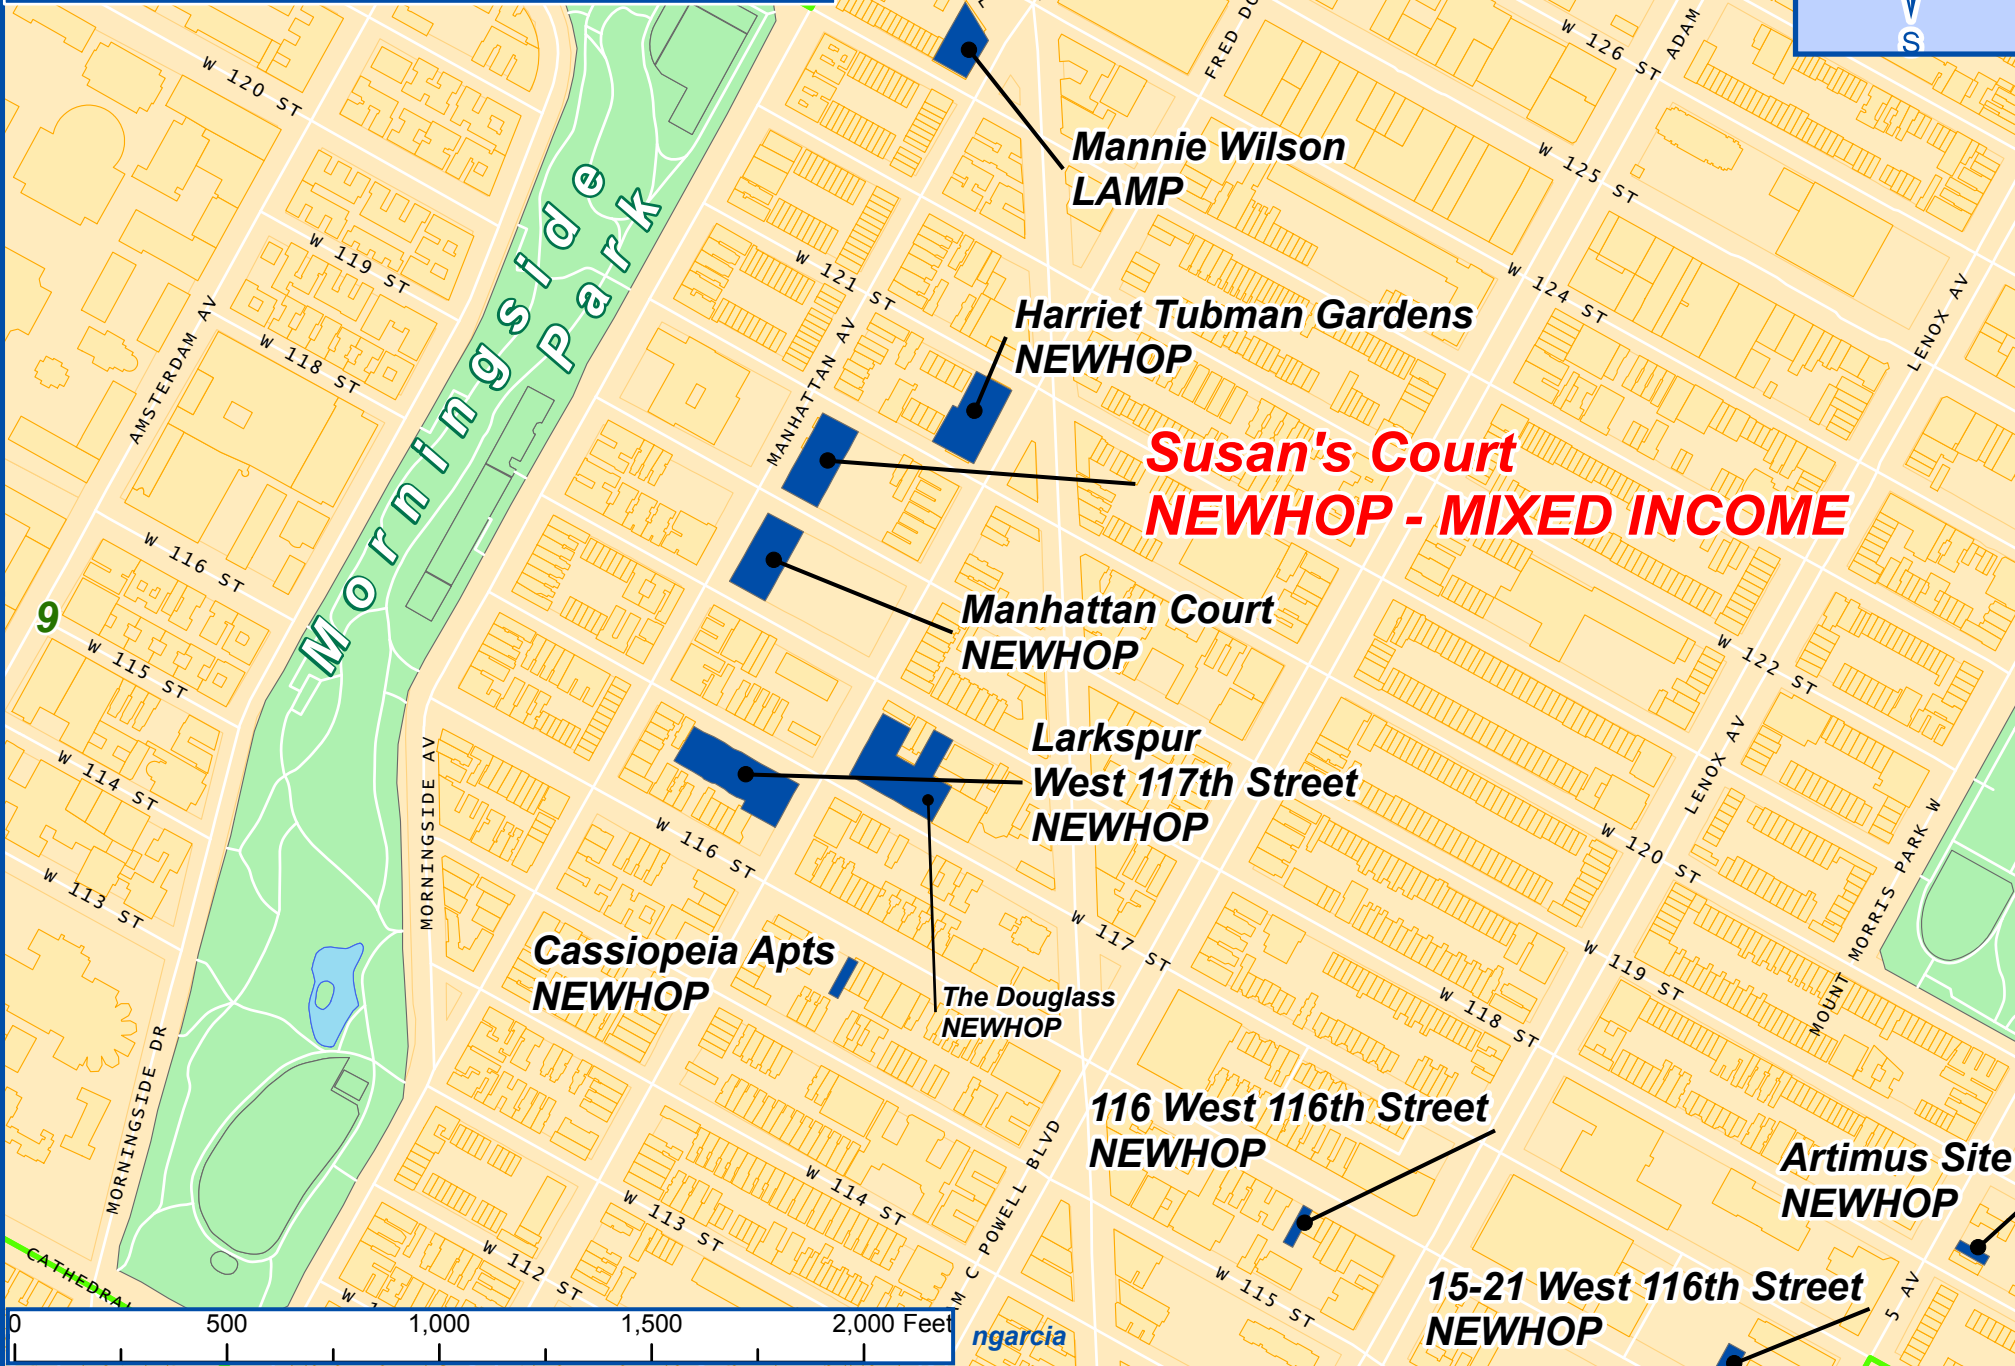 S
W 126 ST
W 120 ST
Mannie Wilson
LAMP
W 125 ST
W 119 ST
Morningside
Park
W 121 ST
W 124 ST
Harriet Tubman Gardens
NEWHOP
LENOX AV
AMSTERDAM AV
W 118 ST
MANHATTAN AV
Susan's Court
NEWHOP - MIXED INCOME
W 116 ST
9
Manhattan Court
NEWHOP
W 115 ST
W 122 ST
Larkspur
West 117th Street
NEWHOP
LENOX AV
W 114 ST
MORNINGSIDE AV
W 116 ST
W 120 ST
MOUNT MORRIS PARK W
W 113 ST
W 117 ST
W 119 ST
Cassiopeia Apts
NEWHOP
The Douglass
NEWHOP
W 118 ST
MORNINGSIDE DR
116 West 116th Street
NEWHOP
Artimus Site
NEWHOP
W 114 ST
W 113 ST
M C POWELL BLVD
W 112 ST
CATHEDRAL
W 115 ST
15-21 West 116th Street
NEWHOP
5 AV
0 500 1,000 1,500 2,000 Feet
ngarcia
FRED
ADAM